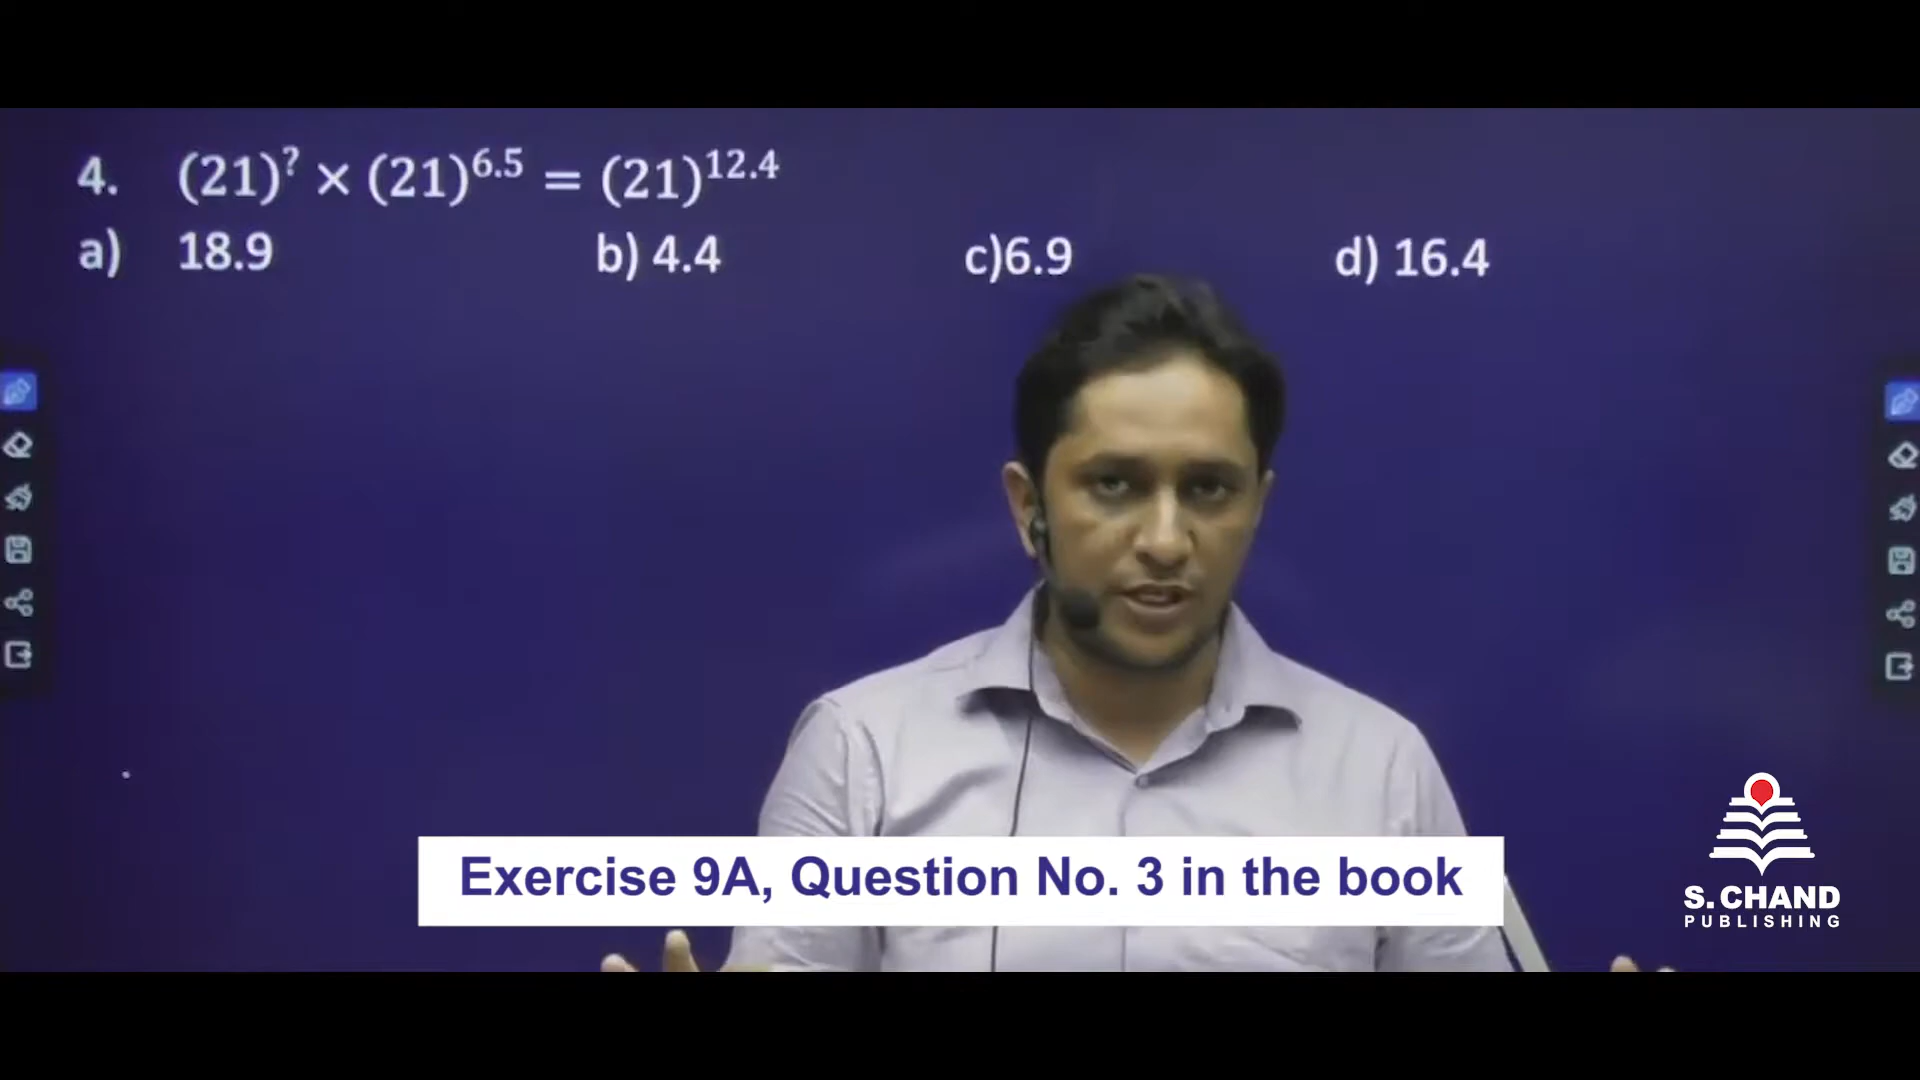 4. (21)^? × (21)^6.5 = (21)^12.4
a) 18.9 b) 4.4 c)6.9 d) 16.4
Exercise 9A, Question No. 3 in the book
S. CHAND
PUBLISHING